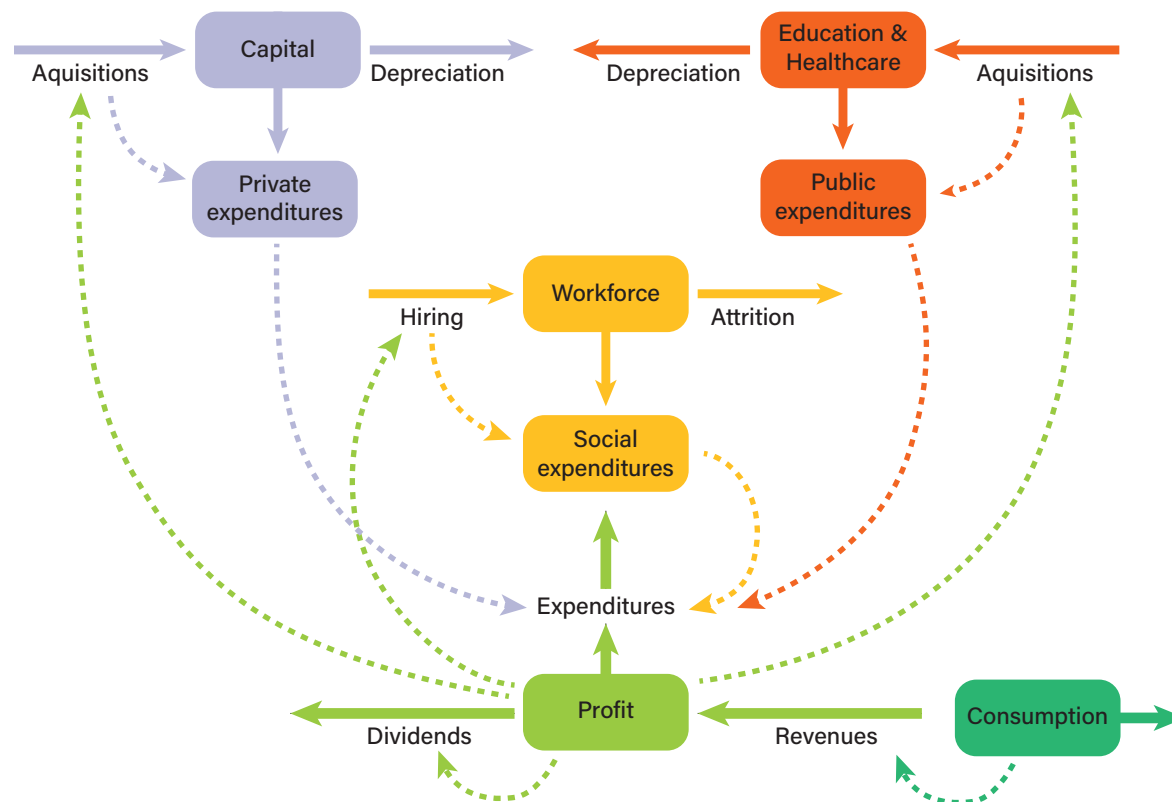 Capital
Education &
Healthcare
Aquisitions
Depreciation
Depreciation
Aquisitions
Private
expenditures
Public
expenditures
Workforce
Hiring
Attrition
Social
expenditures
Expenditures
Profit
Consumption
Dividends
Revenues